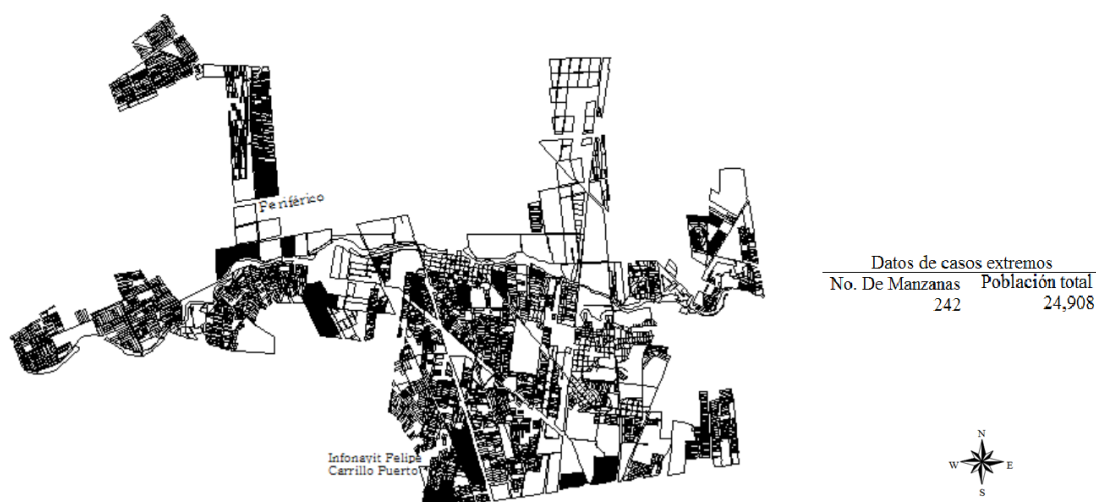 Periférico
Datos de casos extremos
No. De Manzanas Población total
242 24,908
Infonavit Felipe
Carrillo Puerto
N
W E
S